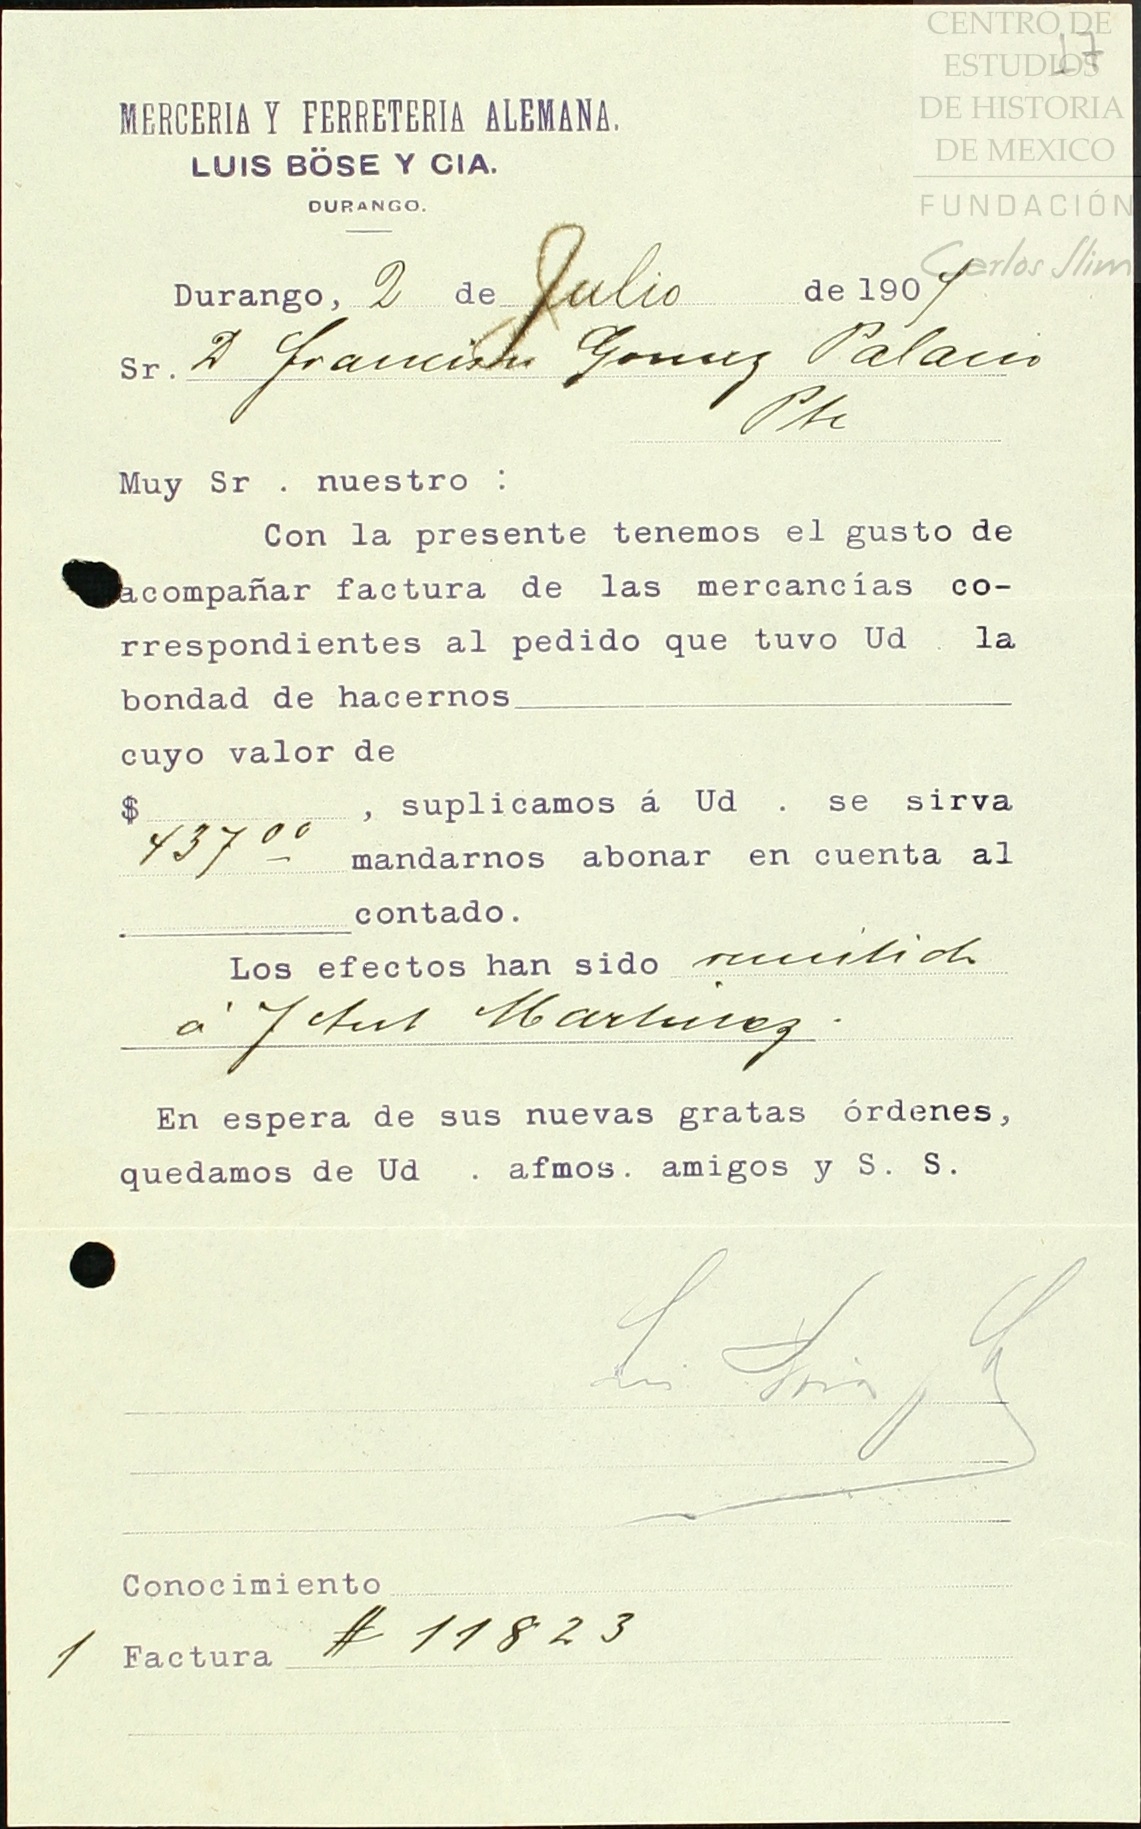 CENTRO DE
ESTUDIOS
DE HISTORIA
DE MEXICO
FUNDACIÓN
Carlos Slim
17
MERCERIA Y FERRETERIA ALEMANA.
LUIS BÖSE Y CIA.
DURANGO.
Durango, 2 de Julio de 1907
Sr. D Francisco Gomez Palacio
Pte
Muy Sr . nuestro :
Con la presente tenemos el gusto de
acompañar factura de las mercancías co-
rrespondientes al pedido que tuvo Ud . la
bondad de hacernos
cuyo valor de
$ , suplicamos á Ud . se sirva
437 00 mandarnos abonar en cuenta al
contado.
Los efectos han sido remitido
á Martinez.
En espera de sus nuevas gratas órdenes,
quedamos de Ud . afmos. amigos y S. S.
Conocimiento
1 Factura # 11823